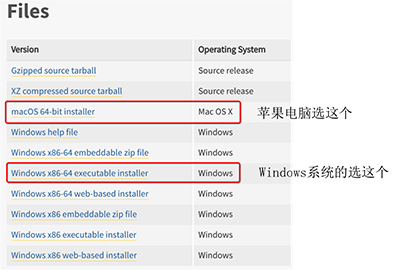 Files
Version Operating System
Gzipped source tarball Source release
XZ compressed source tarball Source release
macOS 64-bit installer Mac OS X 苹果电脑选这个
Windows help file Windows
Windows x86-64 embeddable zip file Windows
Windows x86-64 executable installer Windows Windows系统的选这个
Windows x86-64 web-based installer Windows
Windows x86 embeddable zip file Windows
Windows x86 executable installer Windows
Windows x86 web-based installer Windows